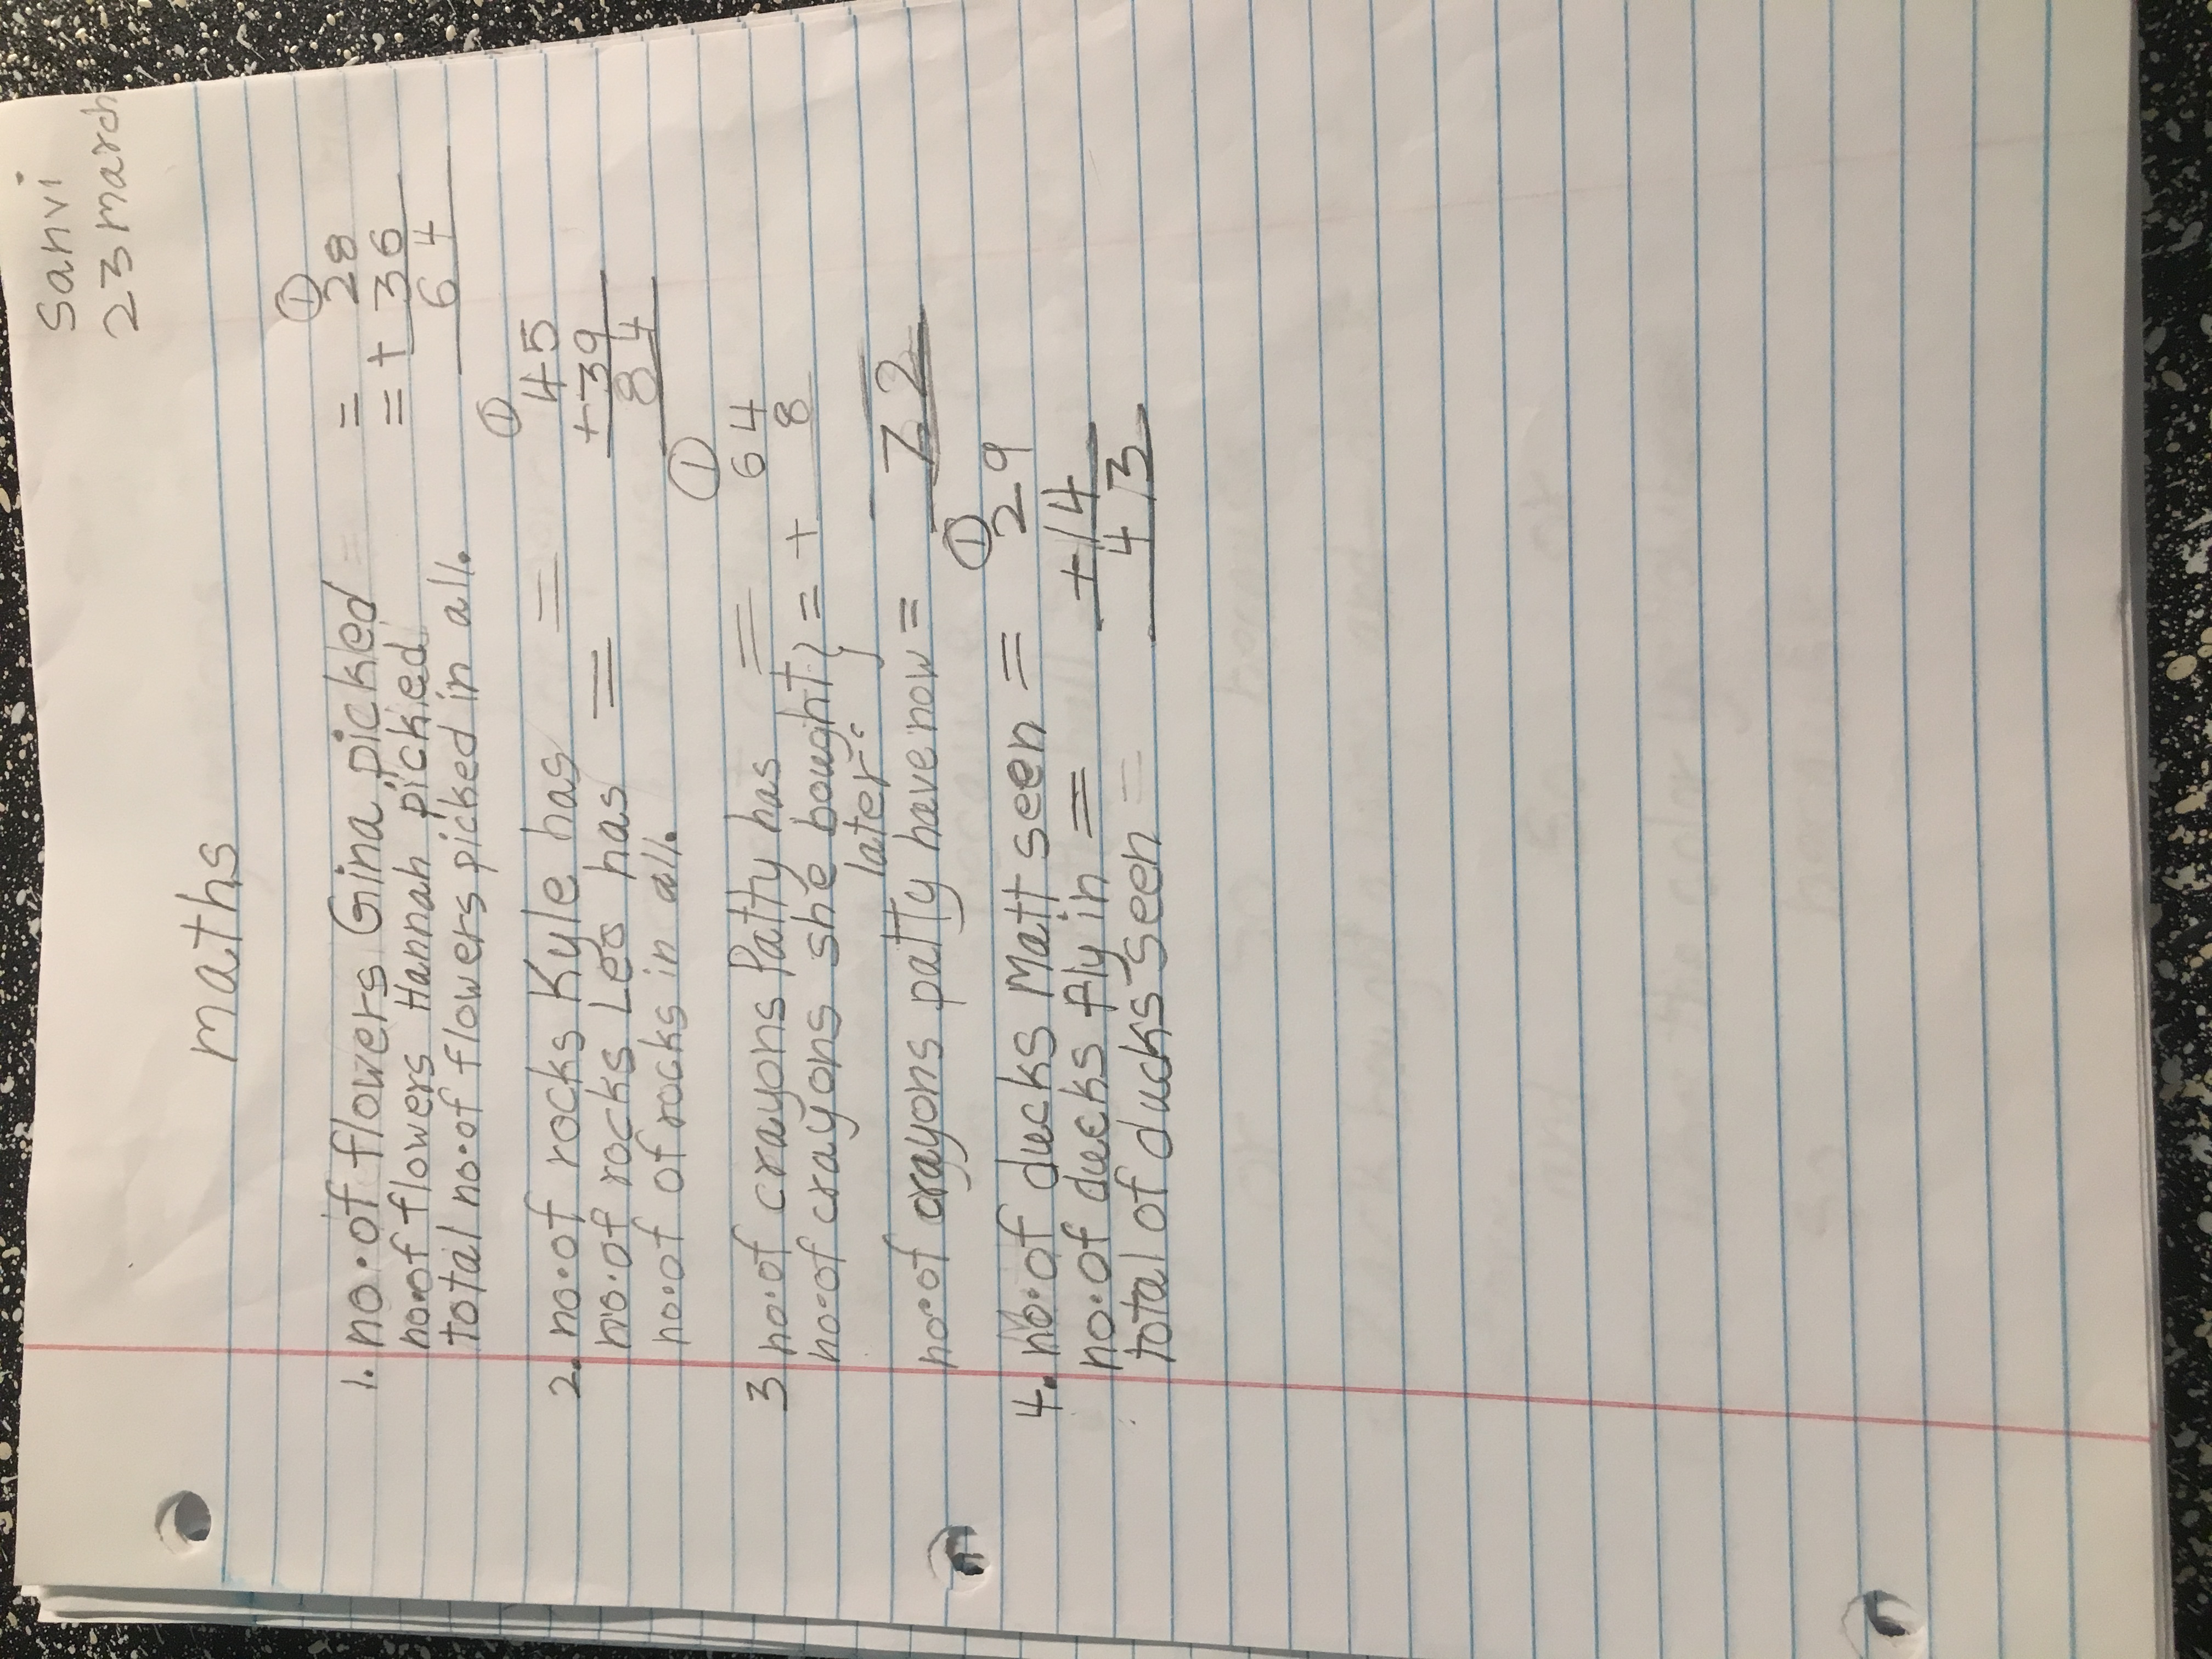 Sanvi
23 March
maths
①
1. no. of flowers Gina picked = 28
no. of flowers Hannah picked = + 36
total no. of flowers picked in all. 64
①
2. no. of rocks Kyle has = 45
no. of rocks Leo has = +39
no. of of rocks in all. 84
①
3 no. of crayons Patty has = 64
no. of crayons she bought } = + 8
later.
no. of crayons patty have now = 72
①
4. no. of ducks Matt seen = 29
no. of ducks fly in = +14
total of ducks seen = 43